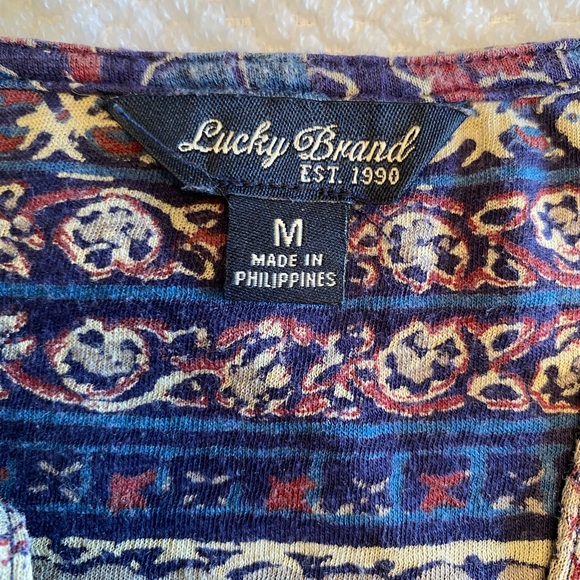 Lucky Brand
EST. 1990
M
MADE IN
PHILIPPINES